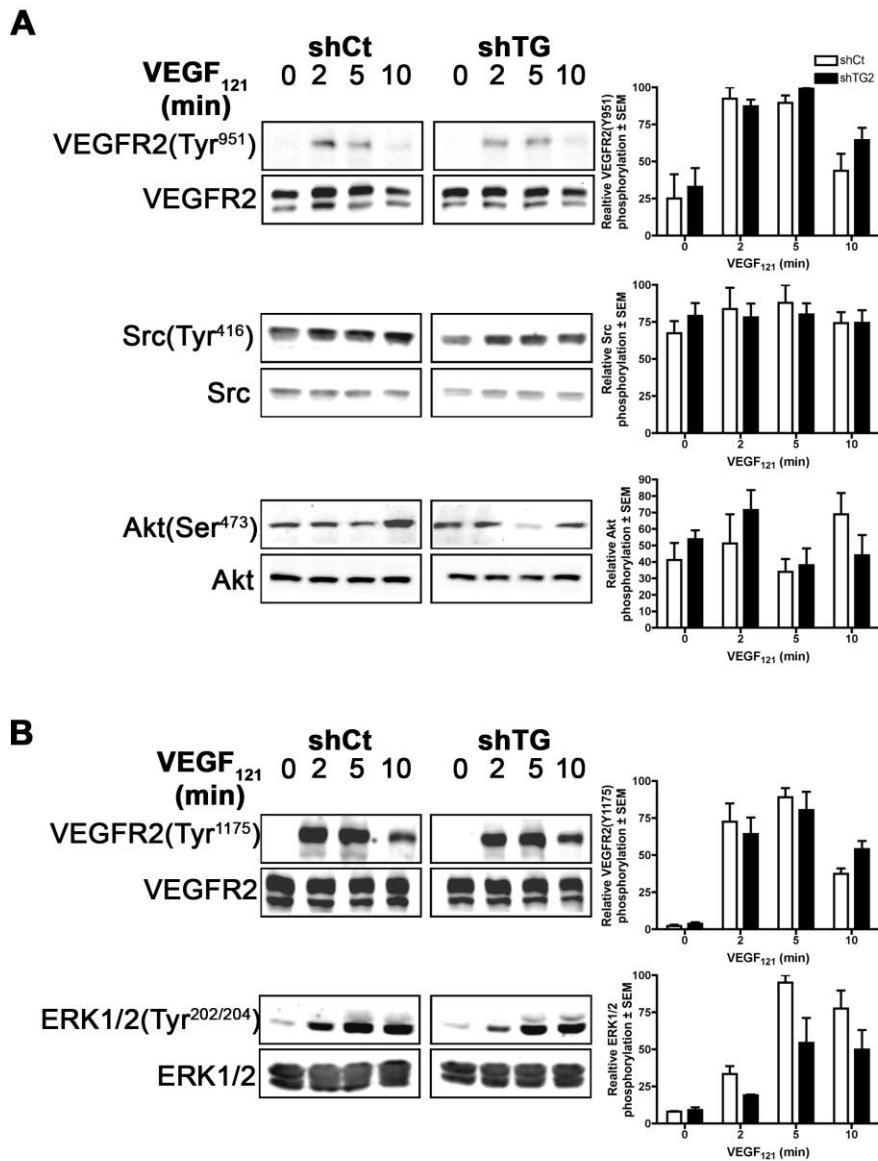 A
shCt shTG
VEGF₁₂₁ (min) 0 2 5 10 0 2 5 10
VEGFR2(Tyr⁹⁵¹)
VEGFR2
Src(Tyr⁴¹⁶)
Src
Akt(Ser⁴⁷³)
Akt
shCt
shTG2
Realtive VEGFR2(Y951)
phosphorylation ± SEM
100
75
50
25
0
0 2 5 10
VEGF₁₂₁ (min)
Relative Src
phosphorylation ± SEM
100
75
50
25
0
0 2 5 10
VEGF₁₂₁ (min)
Relative Akt
phosphorylation ± SEM
90
80
70
60
50
40
30
20
10
0
0 2 5 10
VEGF₁₂₁ (min)
B
shCt shTG
VEGF₁₂₁ (min) 0 2 5 10 0 2 5 10
VEGFR2(Tyr¹¹⁷⁵)
VEGFR2
ERK1/2(Tyr²⁰²/²⁰⁴)
ERK1/2
Relative VEGFR2(Y1175)
phosphorylation ± SEM
100
75
50
25
0
0 2 5 10
VEGF₁₂₁ (min)
Realtive ERK1/2
phosphorylation ± SEM
100
75
50
25
0
0 2 5 10
VEGF₁₂₁ (min)